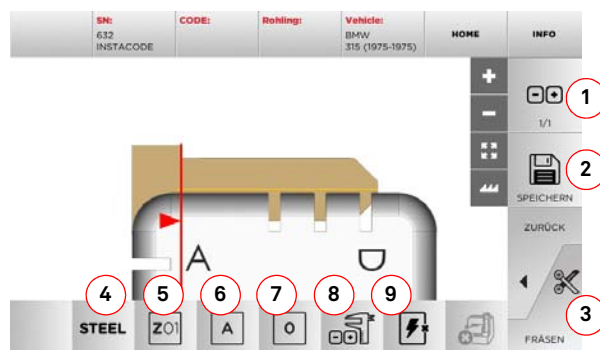 SN:
632
INSTACODE
CODE:
Rohling:
Vehicle:
BMW
315 (1975-1975)
HOME
INFO
1
1/1
2
SPEICHERN
ZURÜCK
3
FRÄSEN
A
D
4
5
6
7
8
9
STEEL
Z01
A
0